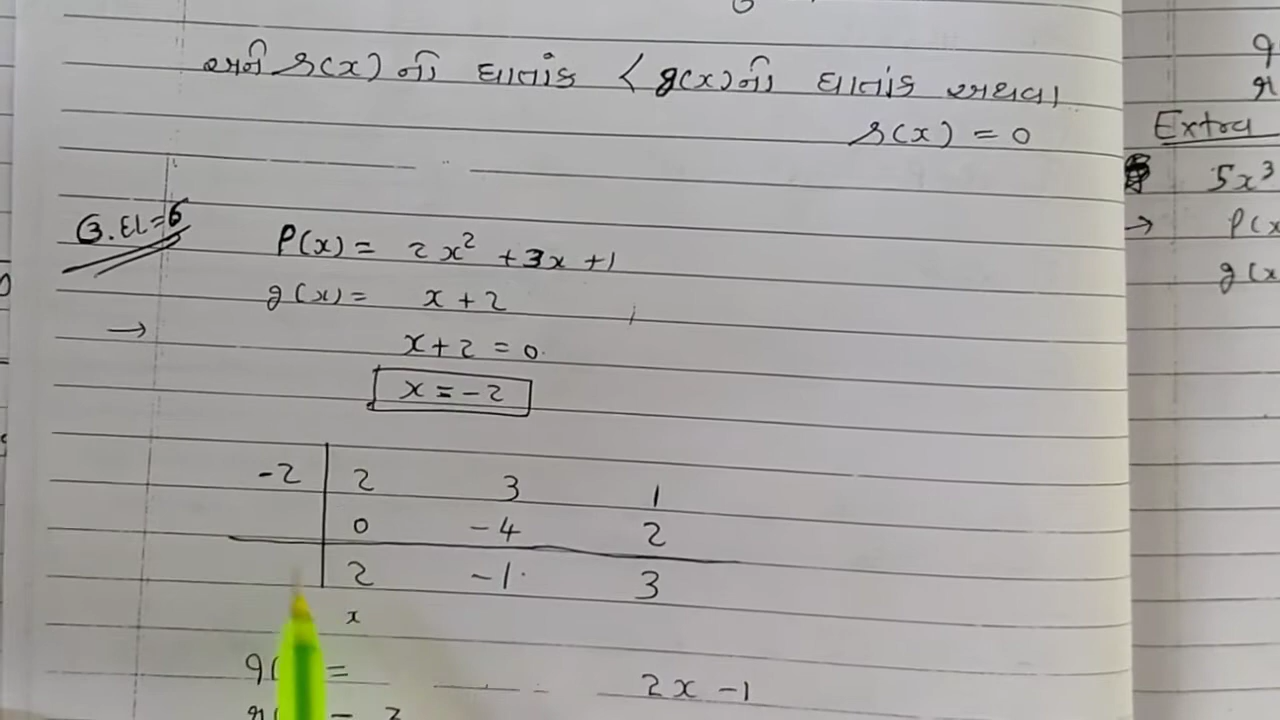 અને r(x) ની ઘાતાંક < g(x)ની ઘાતાંક અથવા
r(x) = 0
ઉ.દા.=6
P(x) = 2x² + 3x + 1
g(x) = x + 2
→
x + 2 = 0
x = -2
-2 | 2 3 1
0 -4 2
2 -1 3
x
q( = 2x - 1
= 3
Extra
5x³
→ P(x
g(x